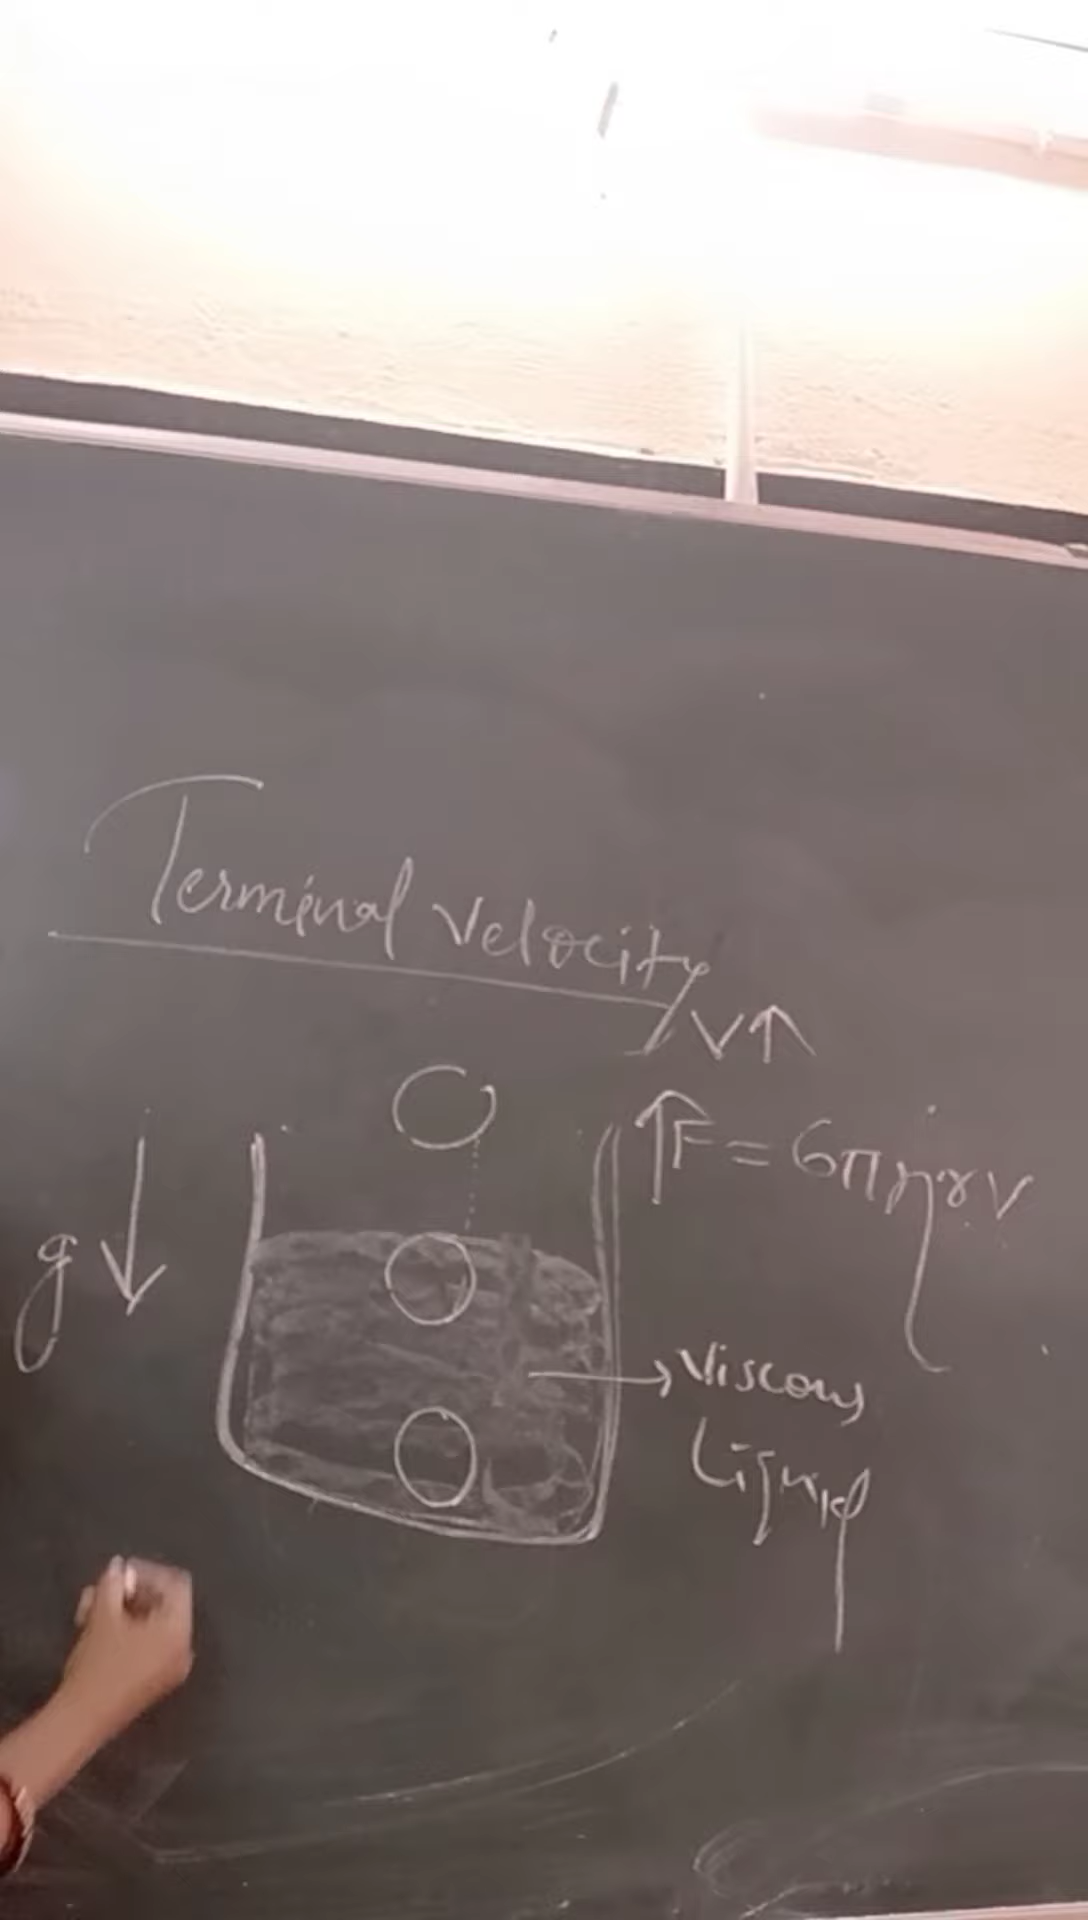 Terminal Velocity
V↑
↑F = 6πηrv
g↓
→ Viscous
Liquid